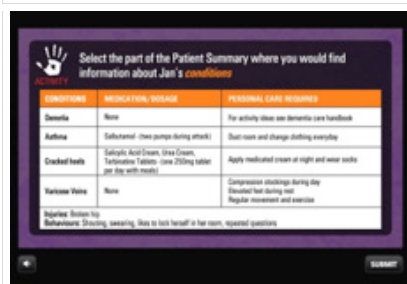 Select the part of the Patient Summary where you would find
information about Jan's conditions
ACTIVITY
CONDITIONS MEDICATION/DOSAGE PERSONAL CARE REQUIRED
Demetia None For activity ideas see dementia care handbook
Asthma Salbutamol - (two pumps during attack) Dust room and change clothing everyday
Cracked heels Salicylic Acid Cream, Urea Cream,
Terbinatine Tablets - (one 250mg tablet
per day with meals) Apply medicated cream at night and wear socks
Varicose Veins None Compression stockings during day
Elevated feet during rest
Regular movement and exercise
Injuries: Broken hip
Behaviours: Shouting, swearing, likes to lock herself in her room, repeated questions
SUBMIT